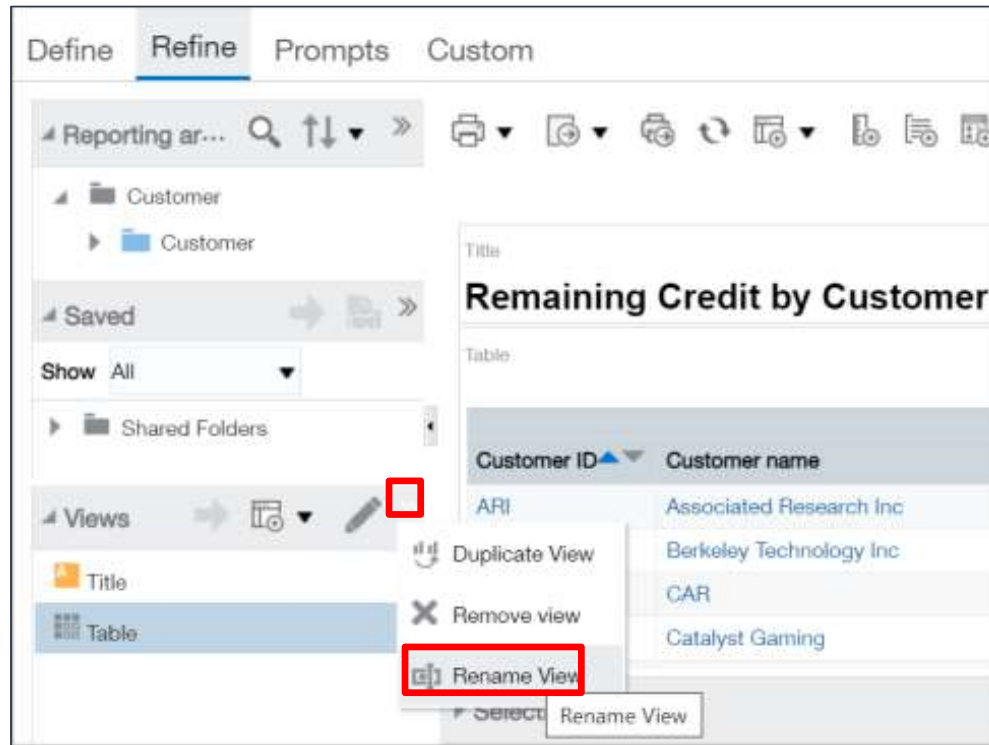 Define Refine Prompts Custom
Reporting ar...
Customer
Customer
Saved
Show All
Shared Folders
Views
Title
Table
Title
Remaining Credit by Customer
Table
Customer ID Customer name
ARI Associated Research Inc
Berkeley Technology Inc
CAR
Catalyst Gaming
Duplicate View
Remove view
Rename View
Select
Rename View